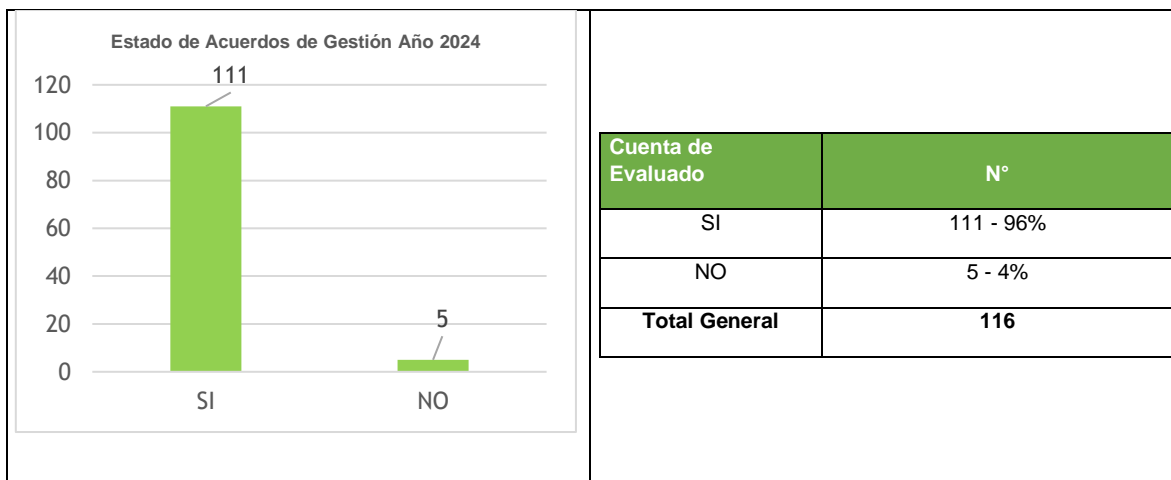 Estado de Acuerdos de Gestión Año 2024
111
120
100
80
60
40
20
0
5
SI
NO
Cuenta de
Evaluado
N°
SI
111 - 96%
NO
5 - 4%
Total General
116